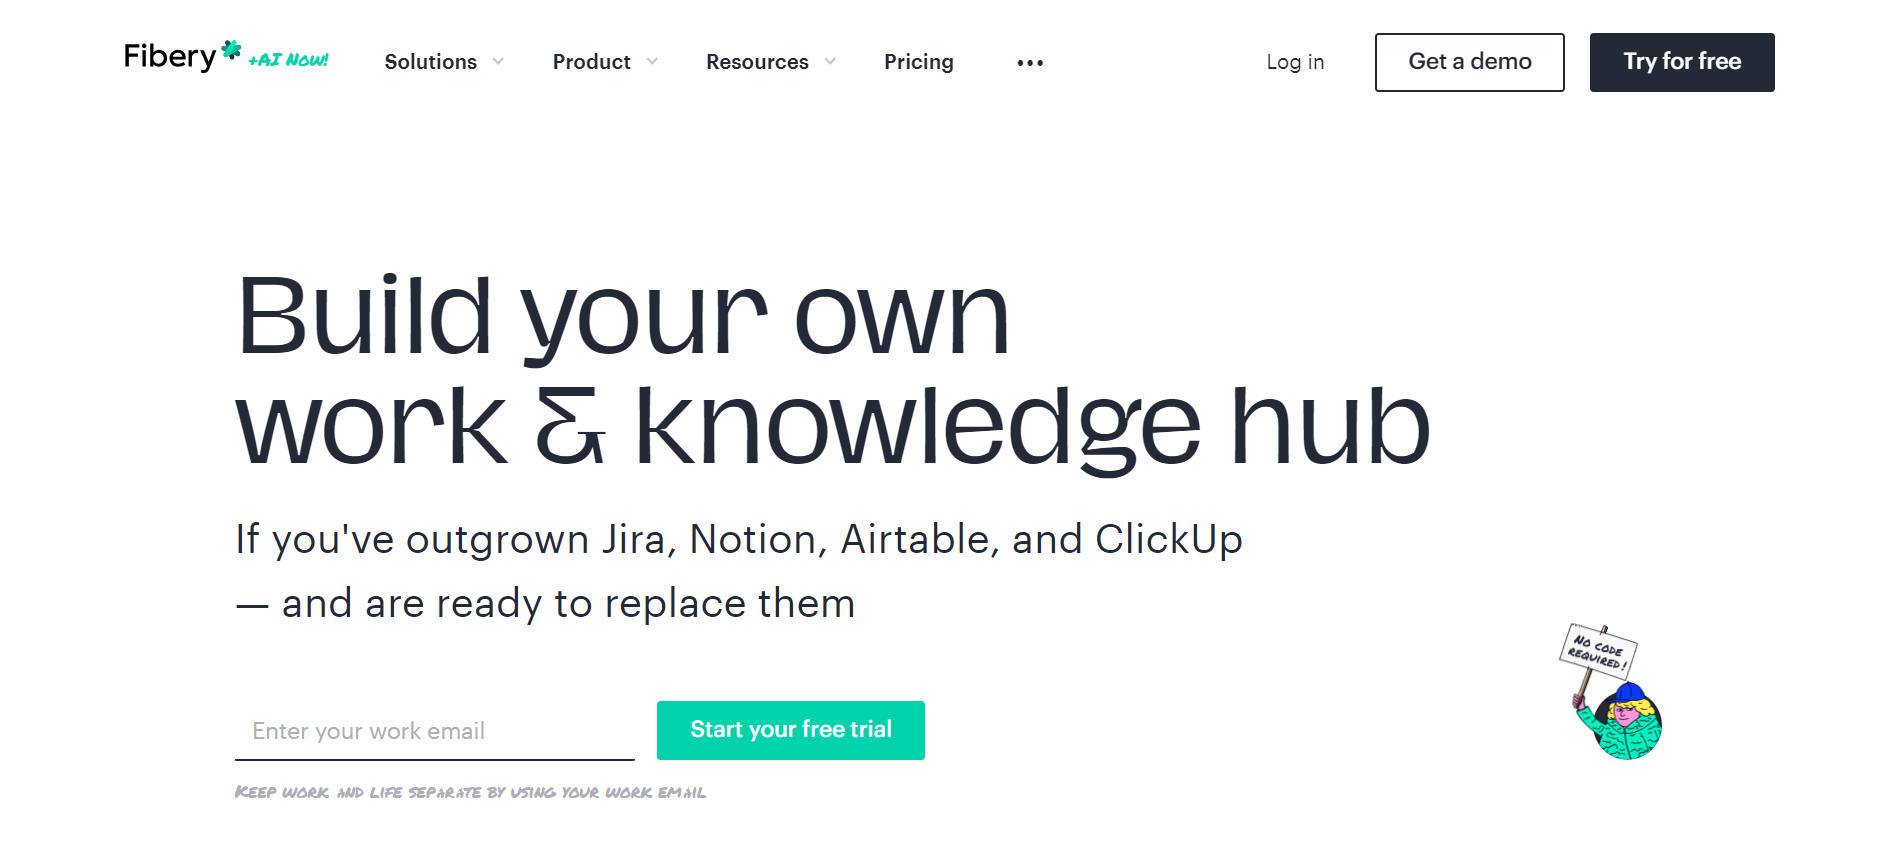 Fibery +AI Now!
Solutions
Product
Resources
Pricing
•••
Log in
Get a demo
Try for free
Build your own
work & knowledge hub
If you've outgrown Jira, Notion, Airtable, and ClickUp
— and are ready to replace them
No code
required!
Enter your work email
Start your free trial
Keep work and life separate by using your work email